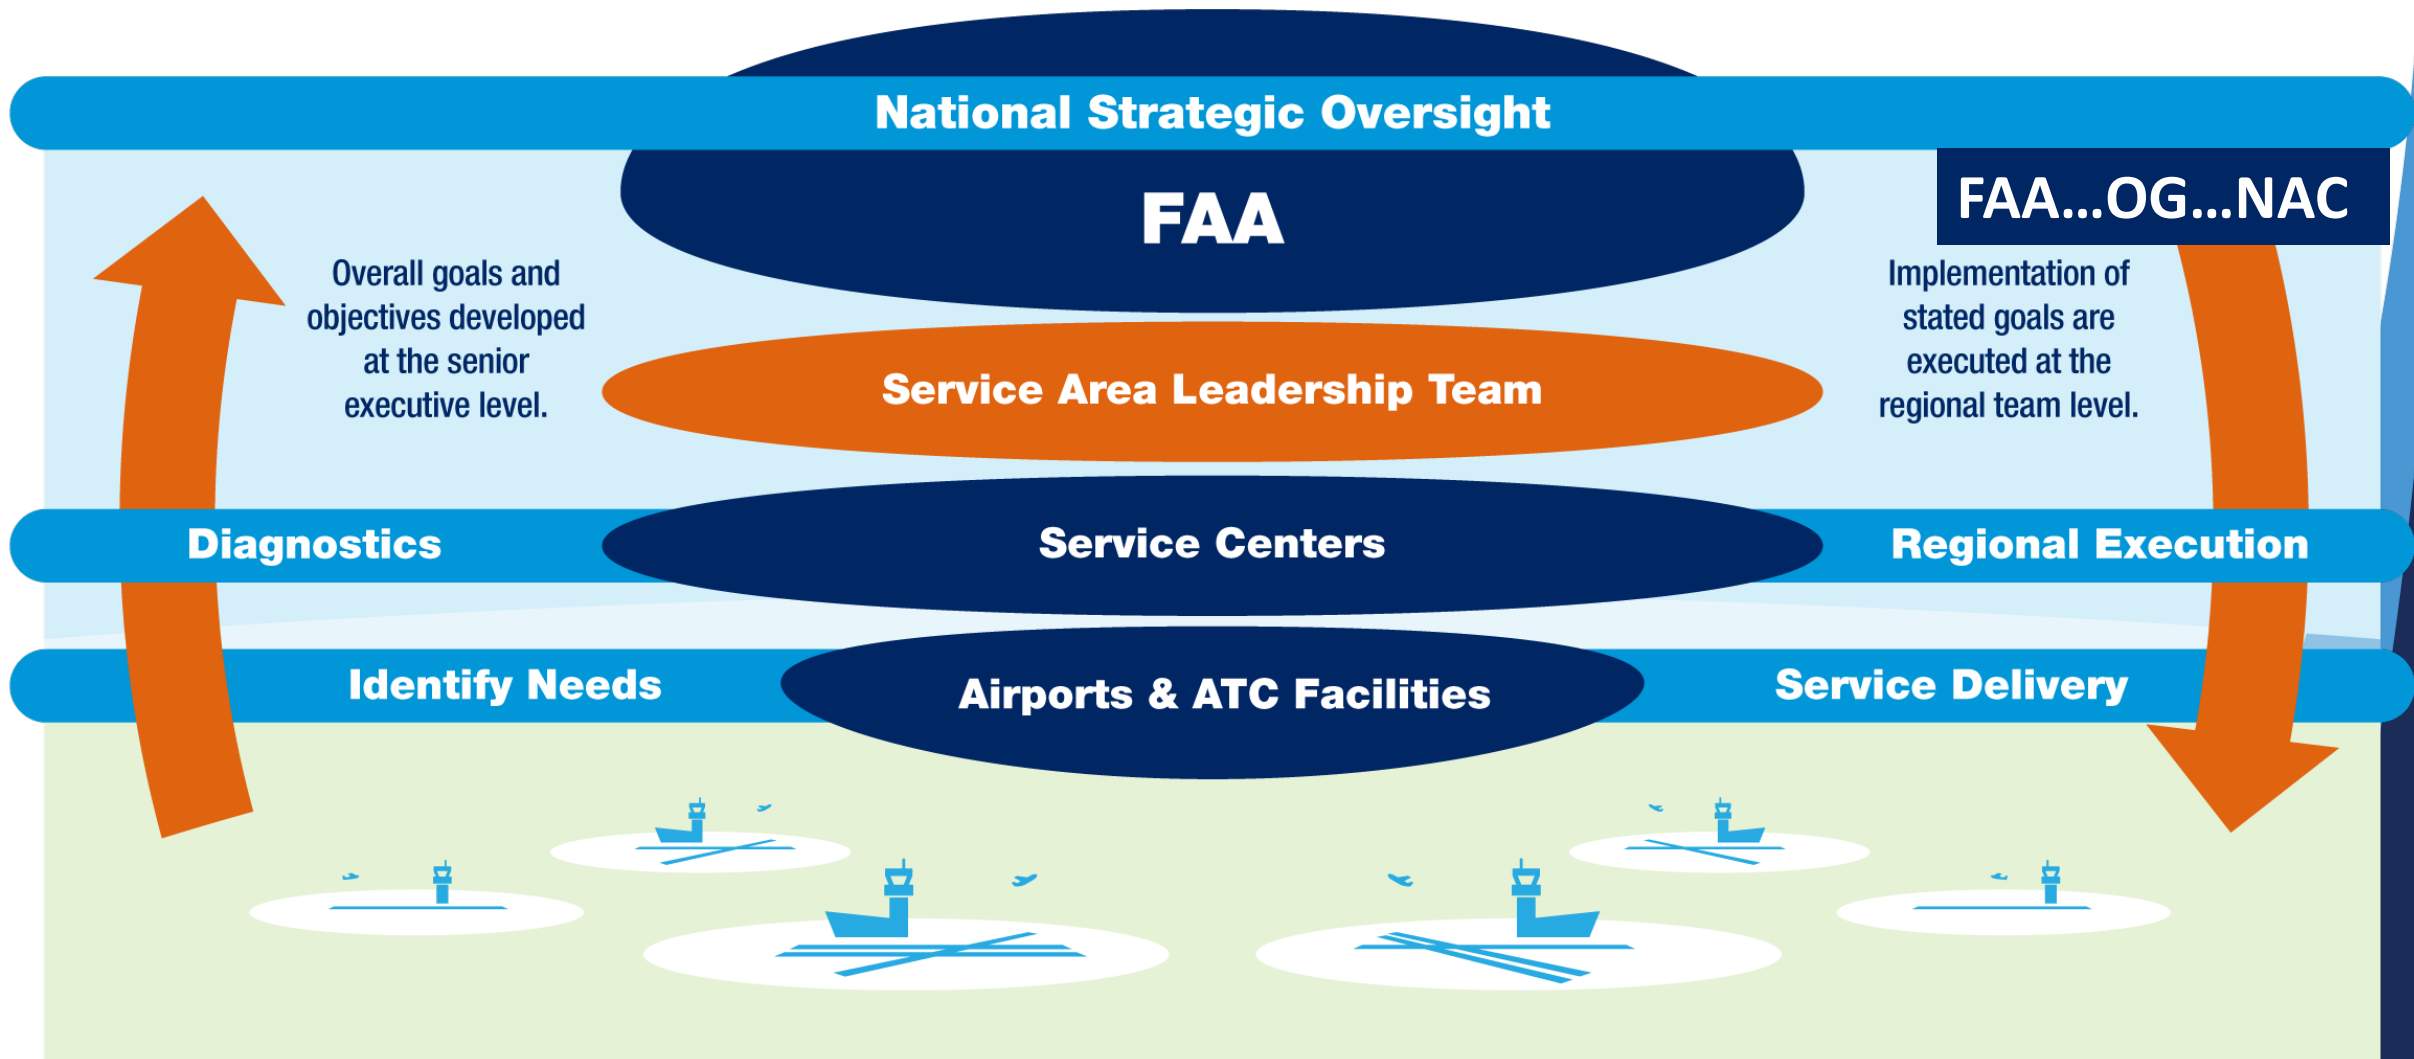 National Strategic Oversight
FAA
FAA...OG...NAC
Overall goals and
objectives developed
at the senior
executive level.
Implementation of
stated goals are
executed at the
regional team level.
Service Area Leadership Team
Diagnostics
Service Centers
Regional Execution
Identify Needs
Airports & ATC Facilities
Service Delivery